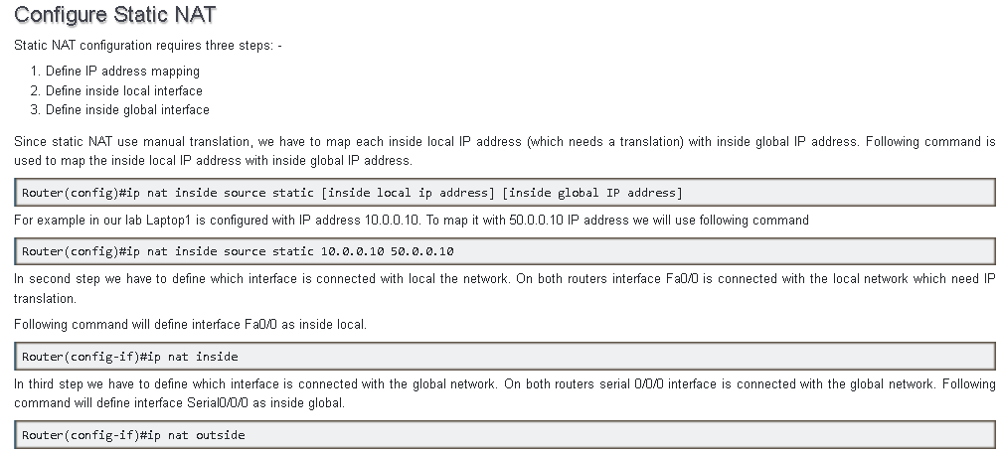 Configure Static NAT
Static NAT configuration requires three steps: -
1. Define IP address mapping
2. Define inside local interface
3. Define inside global interface
Since static NAT use manual translation, we have to map each inside local IP address (which needs a translation) with inside global IP address. Following command is
used to map the inside local IP address with inside global IP address.
Router(config)#ip nat inside source static [inside local ip address] [inside global IP address]
For example in our lab Laptop1 is configured with IP address 10.0.0.10. To map it with 50.0.0.10 IP address we will use following command
Router(config)#ip nat inside source static 10.0.0.10 50.0.0.10
In second step we have to define which interface is connected with local the network. On both routers interface Fa0/0 is connected with the local network which need IP
translation.
Following command will define interface Fa0/0 as inside local.
Router(config-if)#ip nat inside
In third step we have to define which interface is connected with the global network. On both routers serial 0/0/0 interface is connected with the global network. Following
command will define interface Serial0/0/0 as inside global.
Router(config-if)#ip nat outside